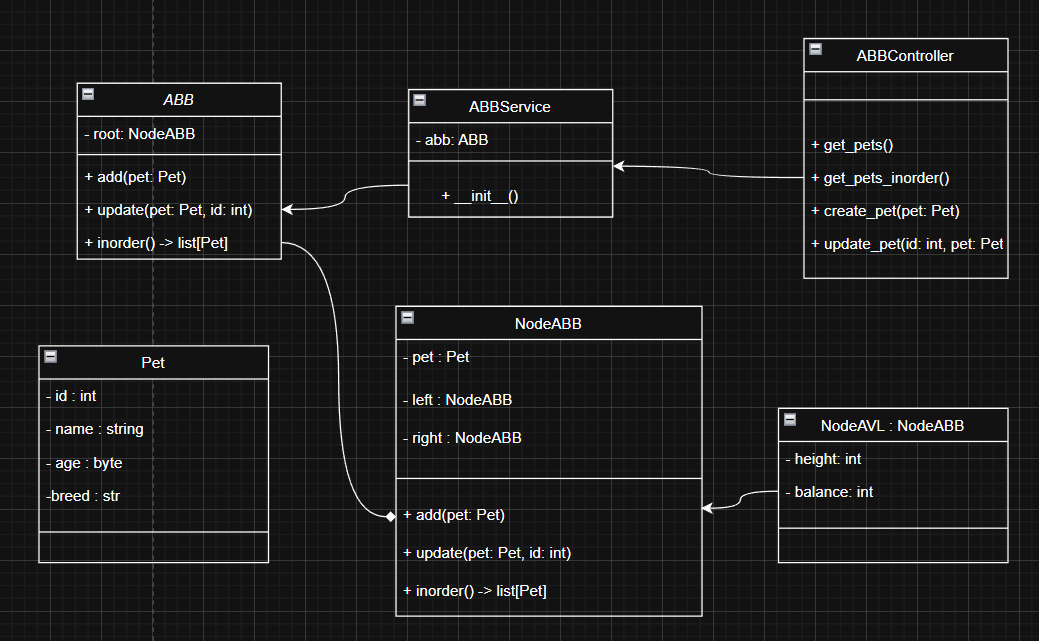 ABB
- root: NodeABB
+ add(pet: Pet)
+ update(pet: Pet, id: int)
+ inorder() -> list[Pet]
ABBService
- abb: ABB
+ __init__()
ABBController
+ get_pets()
+ get_pets_inorder()
+ create_pet(pet: Pet)
+ update_pet(id: int, pet: Pet
Pet
- id : int
- name : string
- age : byte
-breed : str
NodeABB
- pet : Pet
- left : NodeABB
- right : NodeABB
+ add(pet: Pet)
+ update(pet: Pet, id: int)
+ inorder() -> list[Pet]
NodeAVL : NodeABB
- height: int
- balance: int